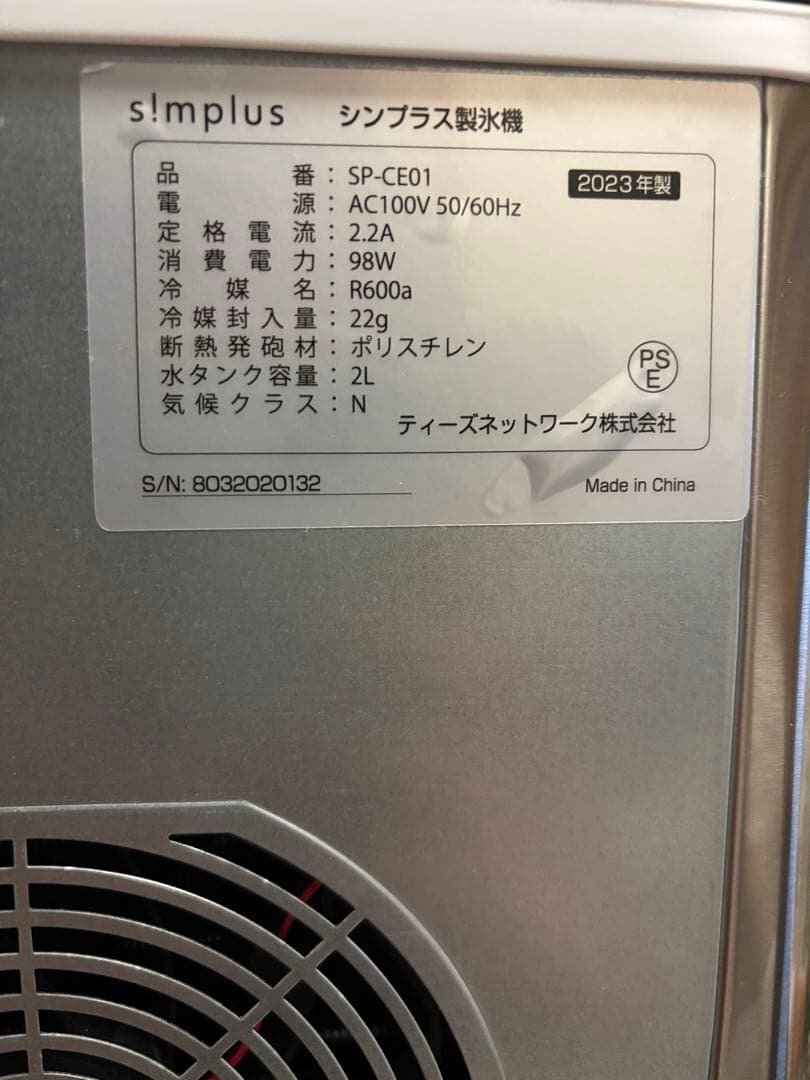 s!mplus シンプラス製氷機
品番：SP-CE01 2023年製
電源：AC100V 50/60Hz
定格電流：2.2A
消費電力：98W
冷媒名：R600a
冷媒封入量：22g
断熱発砲材：ポリスチレン
水タンク容量：2L
気候クラス：N
PS
E
ティーズネットワーク株式会社
S/N: 8032020132 Made in China